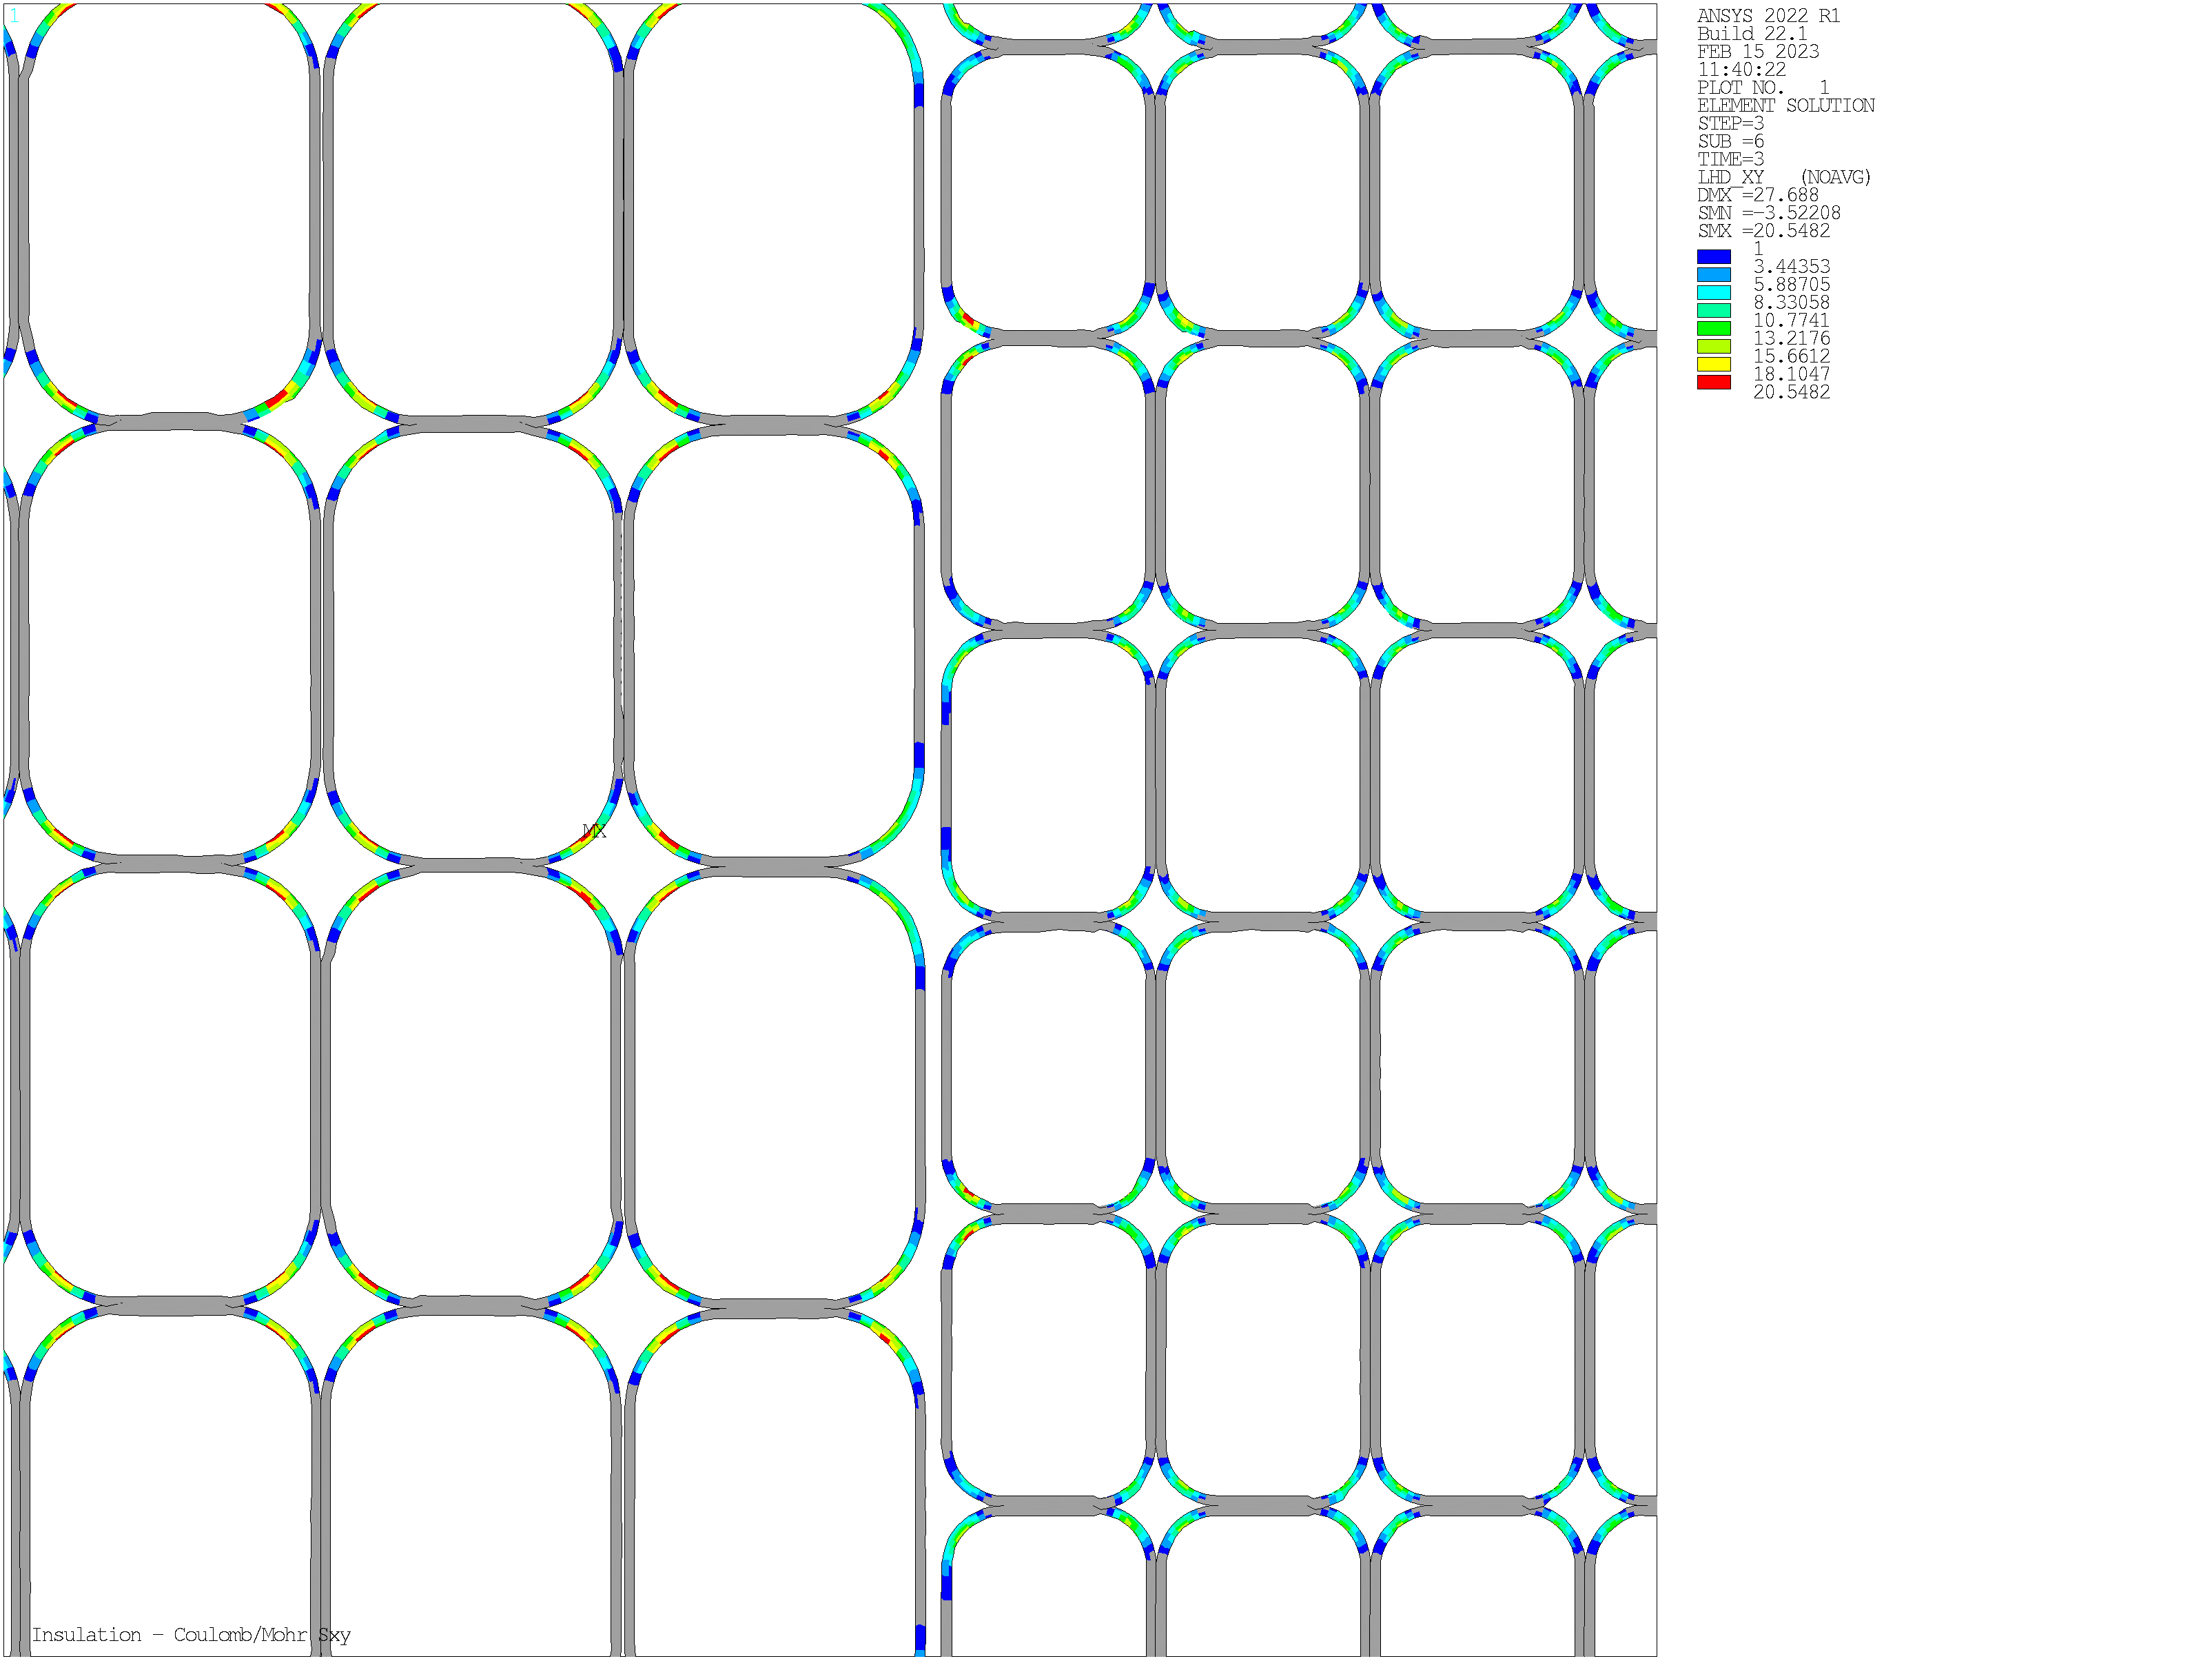 1
ANSYS 2022 R1
Build 22.1
FEB 15 2023
11:40:22
PLOT NO.   1
ELEMENT SOLUTION
STEP=3
SUB =6
TIME=3
LHD_XY   (NOAVG)
DMX =27.688
SMN =-3.52208
SMX =20.5482
1
3.44353
5.88705
8.33058
10.7741
13.2176
15.6612
18.1047
20.5482
MX
Insulation - Coulomb/Mohr Sxy